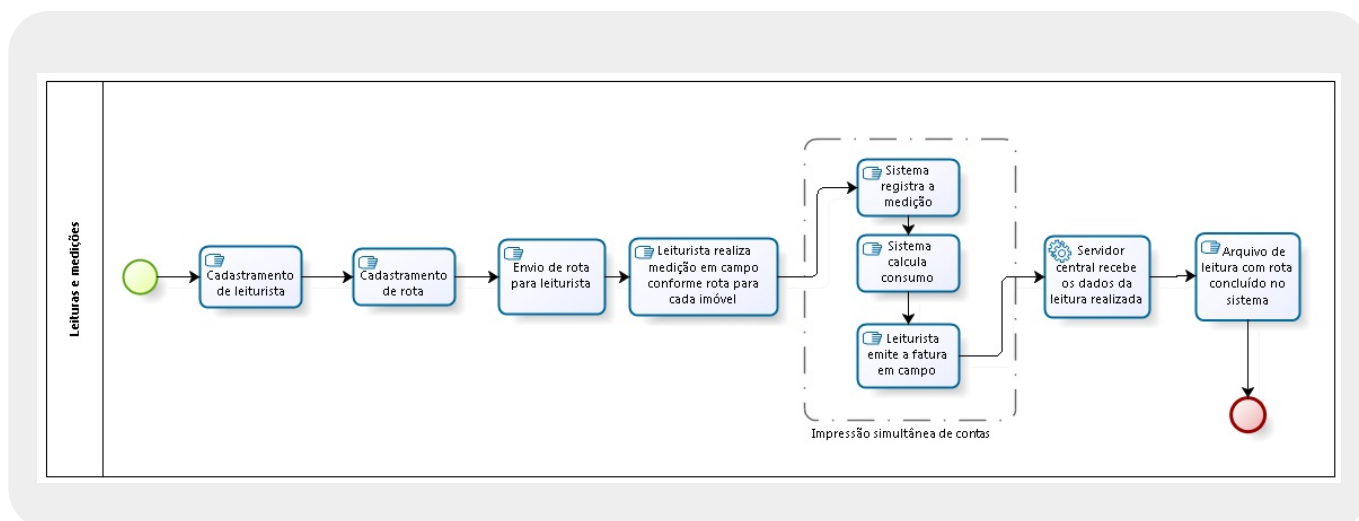 Leituras e medições
Cadastramento
de leiturista
Cadastramento
de rota
Envio de rota
para leiturista
Leiturista realiza
medição em campo
conforme rota para
cada imóvel
Sistema
registra a
medição
Sistema
calcula
consumo
Leiturista
emite a fatura
em campo
Impressão simultânea de contas
Servidor
central recebe
os dados da
leitura realizada
Arquivo de
leitura com rota
concluído no
sistema